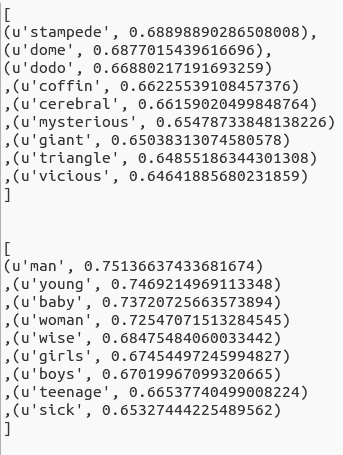 [
(u'stampede', 0.68898890286508008),
(u'dome', 0.6877015439616696),
(u'dodo', 0.66880217191693259)
,(u'coffin', 0.66225539108457376)
,(u'cerebral', 0.66159020499848764)
,(u'mysterious', 0.65478733848138226)
,(u'giant', 0.65038313074580578)
,(u'triangle', 0.64855186344301308)
,(u'vicious', 0.64641885680231859)
]
[
(u'man', 0.75136637433681674)
,(u'young', 0.7469214969113348)
,(u'baby', 0.73720725663573894)
,(u'woman', 0.72547071513284545)
,(u'wise', 0.68475484060033442)
,(u'girls', 0.67454497245994827)
,(u'boys', 0.67019967099320665)
,(u'teenage', 0.66537740499008224)
,(u'sick', 0.65327444225489562)
]